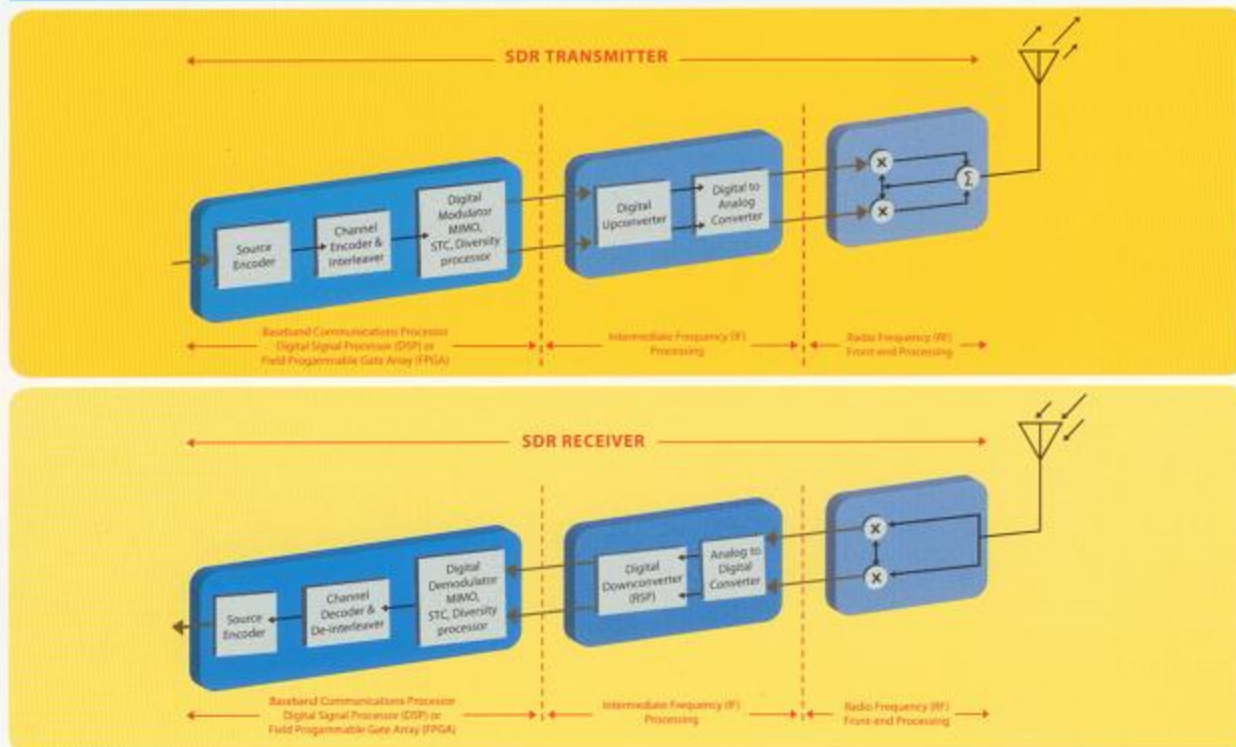 SDR TRANSMITTER
Source
Encoder
Channel
Encoder &
Interleaver
Digital
Modulator
MIMO,
STC, Diversity
processor
Digital
Upconverter
Digital to
Analog
Converter
X
X
Σ
Baseband Communications Processor
Digital Signal Processor (DSP) or
Field Progammable Gate Array (FPGA)
Intermediate Frequency (IF)
Processing
Radio Frequency (RF)
Front-end Processing
SDR RECEIVER
Source
Encoder
Channel
Decoder &
De-interleaver
Digital
Demodulator
MIMO,
STC, Diversity
processor
Digital
Downconverter
(RSP)
Analog to
Digital
Converter
X
X
Baseband Communications Processor
Digital Signal Processor (DSP) or
Field Progammable Gate Array (FPGA)
Intermediate Frequency (IF)
Processing
Radio Frequency (RF)
Front-end Processing